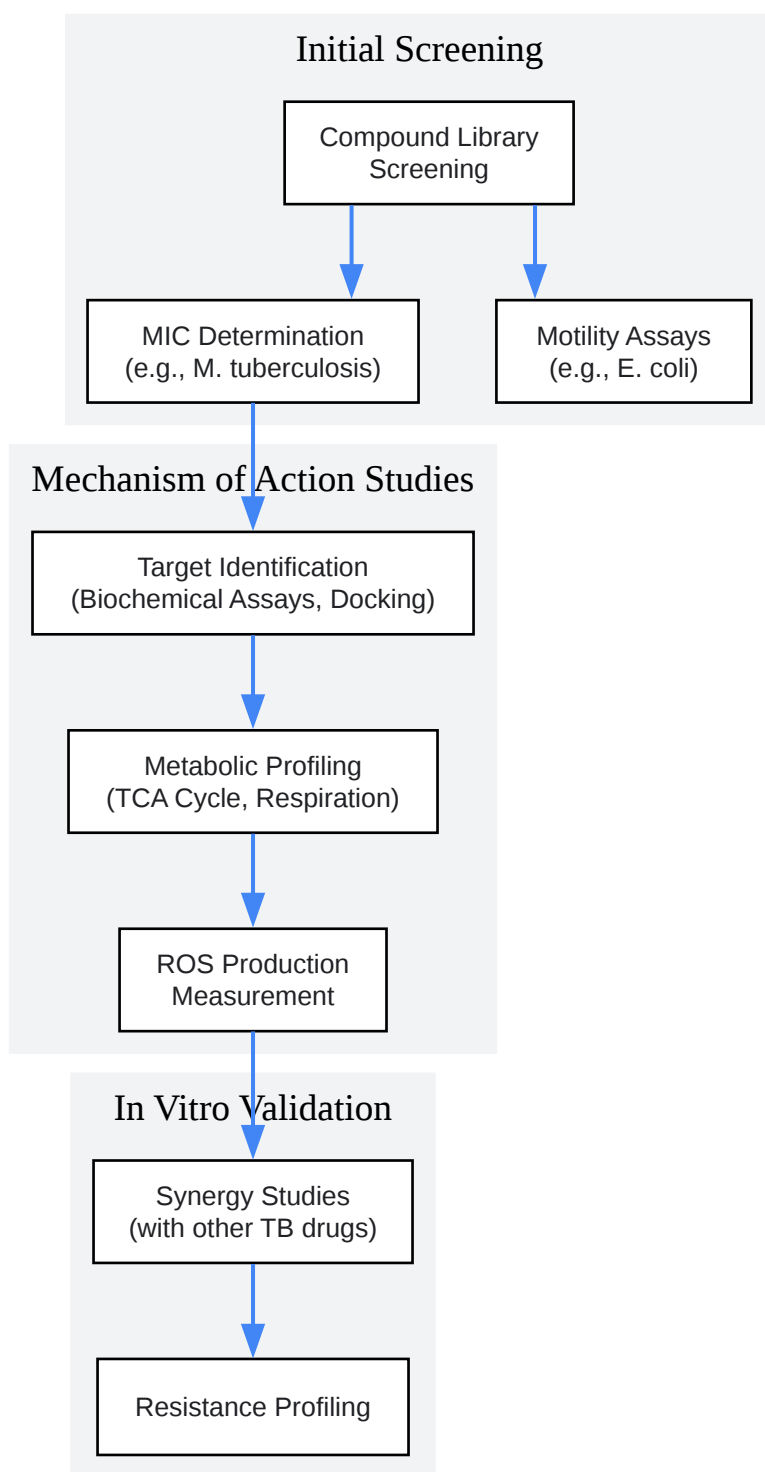 Initial Screening
Compound Library
Screening
MIC Determination
(e.g., M. tuberculosis)
Motility Assays
(e.g., E. coli)
Mechanism of Action Studies
Target Identification
(Biochemical Assays, Docking)
Metabolic Profiling
(TCA Cycle, Respiration)
ROS Production
Measurement
In Vitro Validation
Synergy Studies
(with other TB drugs)
Resistance Profiling